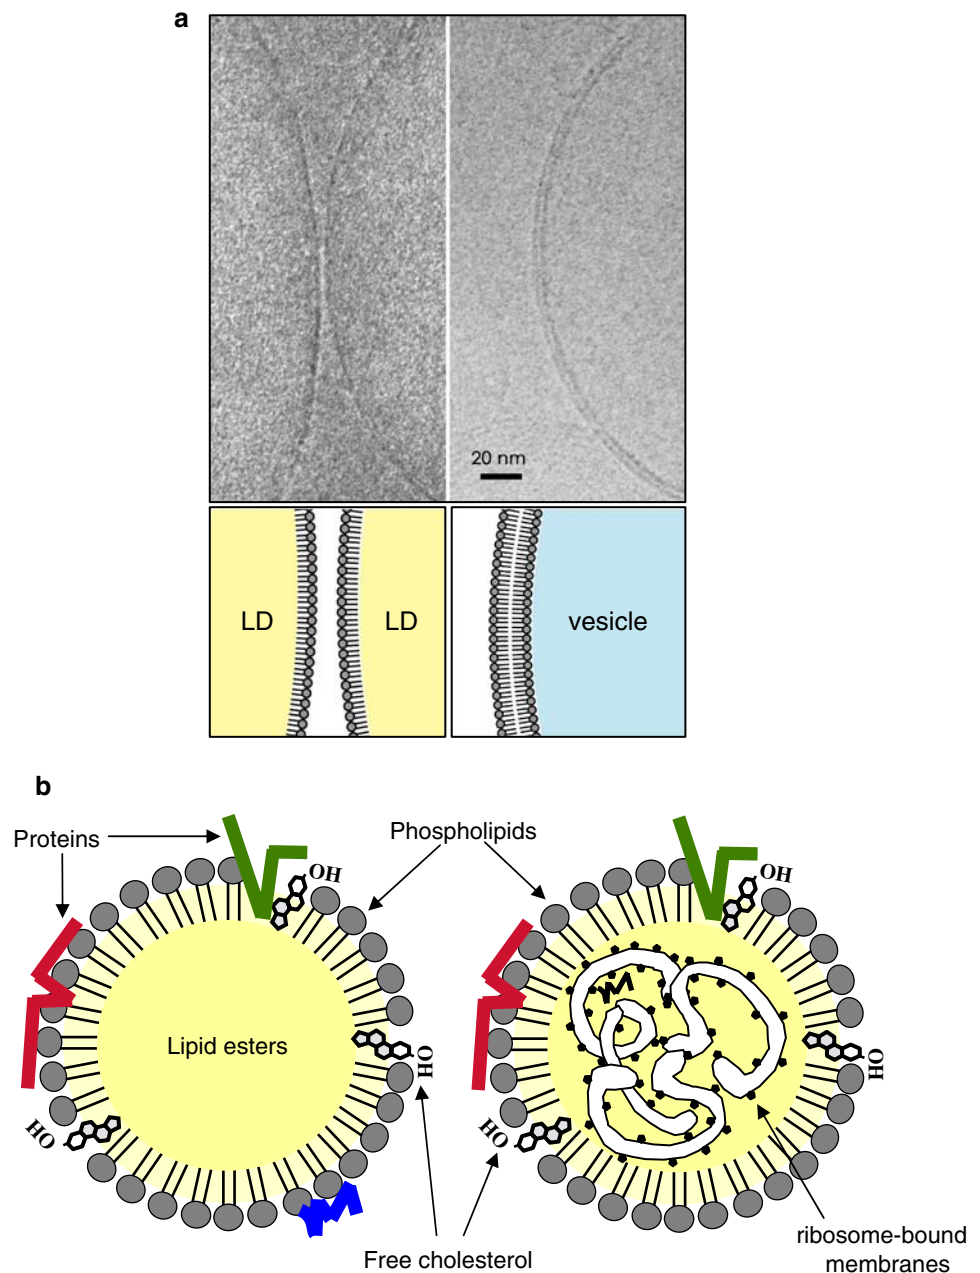 a
20 nm
LD
LD
vesicle
b
Proteins
Phospholipids
OH
OH
Lipid esters
OH
OH
HO
HO
Free cholesterol
ribosome-bound
membranes